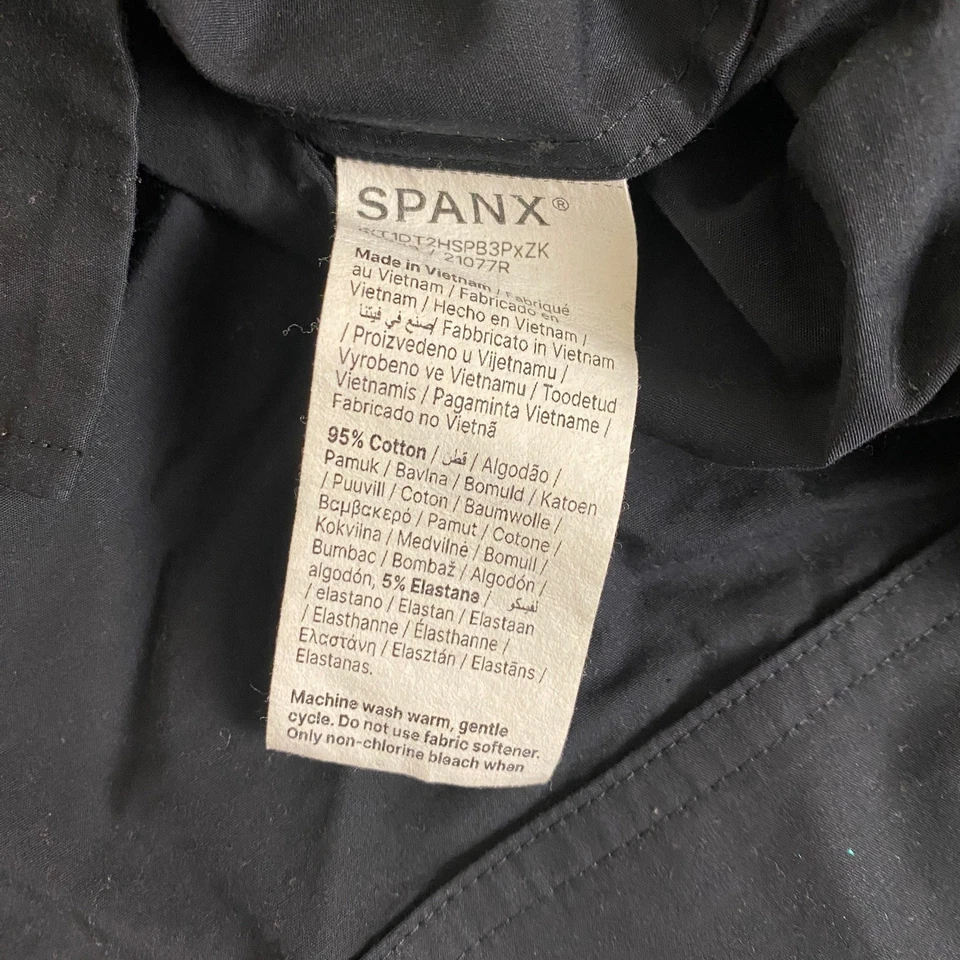 SPANX®
21077R
Made in Vietnam / Fabriqué
au Vietnam / Fabricado en
Vietnam / Hecho en Vietnam /
صنع في فيتنا / Fabbricato in Vietnam
/ Proizvedeno u Vijetnamu /
Vyrobeno ve Vietnamu / Toodetud
Vietnamis / Pagaminta Vietname /
Fabricado no Vietnã
95% Cotton / قطن / Algodão /
Pamuk / Bavlna / Bomuld / Katoen
/ Puuvill / Coton / Baumwolle /
Βαμβακερό / Pamut / Cotone /
Kokvilna / Medvilnė / Bomull /
Bumbac / Bombaž / Algodón /
algodón, 5% Elastane /
/ elastano / Elastan / Elastaan
/ Elasthanne / Élasthanne /
Ελαστάνη / Elasztán / Elastāns /
Elastanas.
Machine wash warm, gentle
cycle. Do not use fabric softener.
Only non-chlorine bleach when